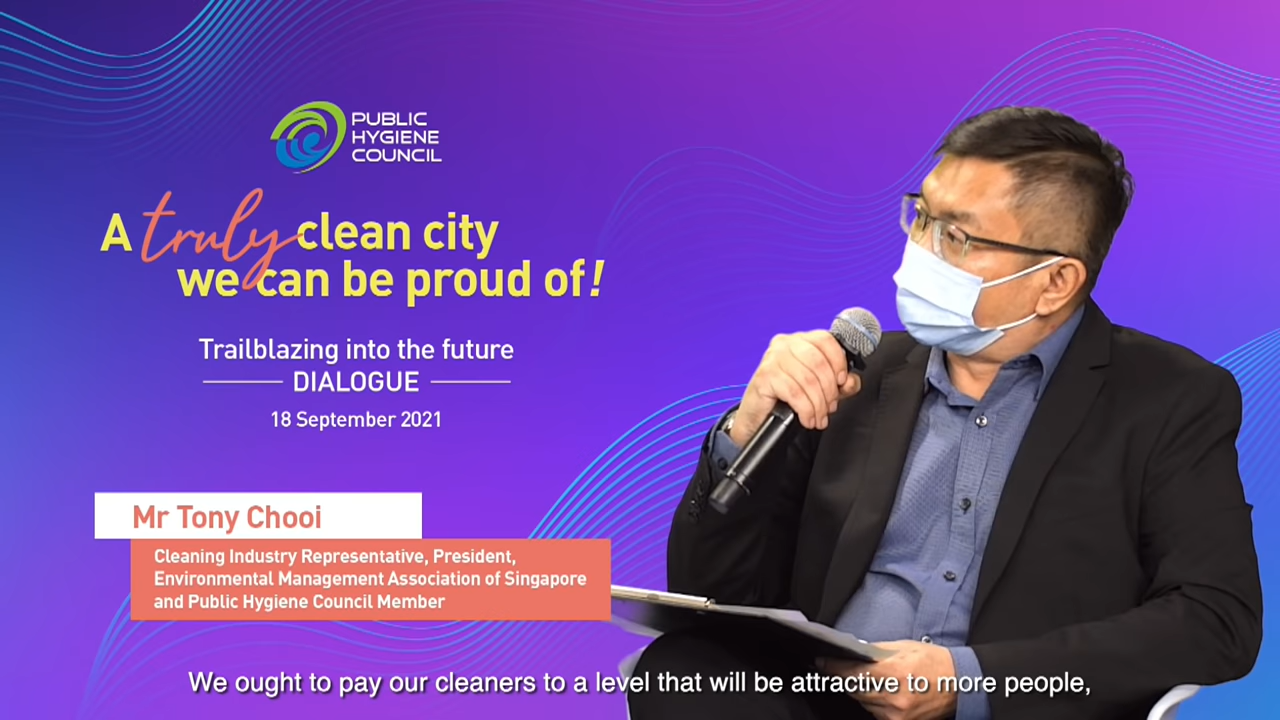 PUBLIC
HYGIENE
COUNCIL
A truly clean city
we can be proud of!
Trailblazing into the future
DIALOGUE
18 September 2021
Mr Tony Chooi
Cleaning Industry Representative, President,
Environmental Management Association of Singapore
and Public Hygiene Council Member
We ought to pay our cleaners to a level that will be attractive to more people,